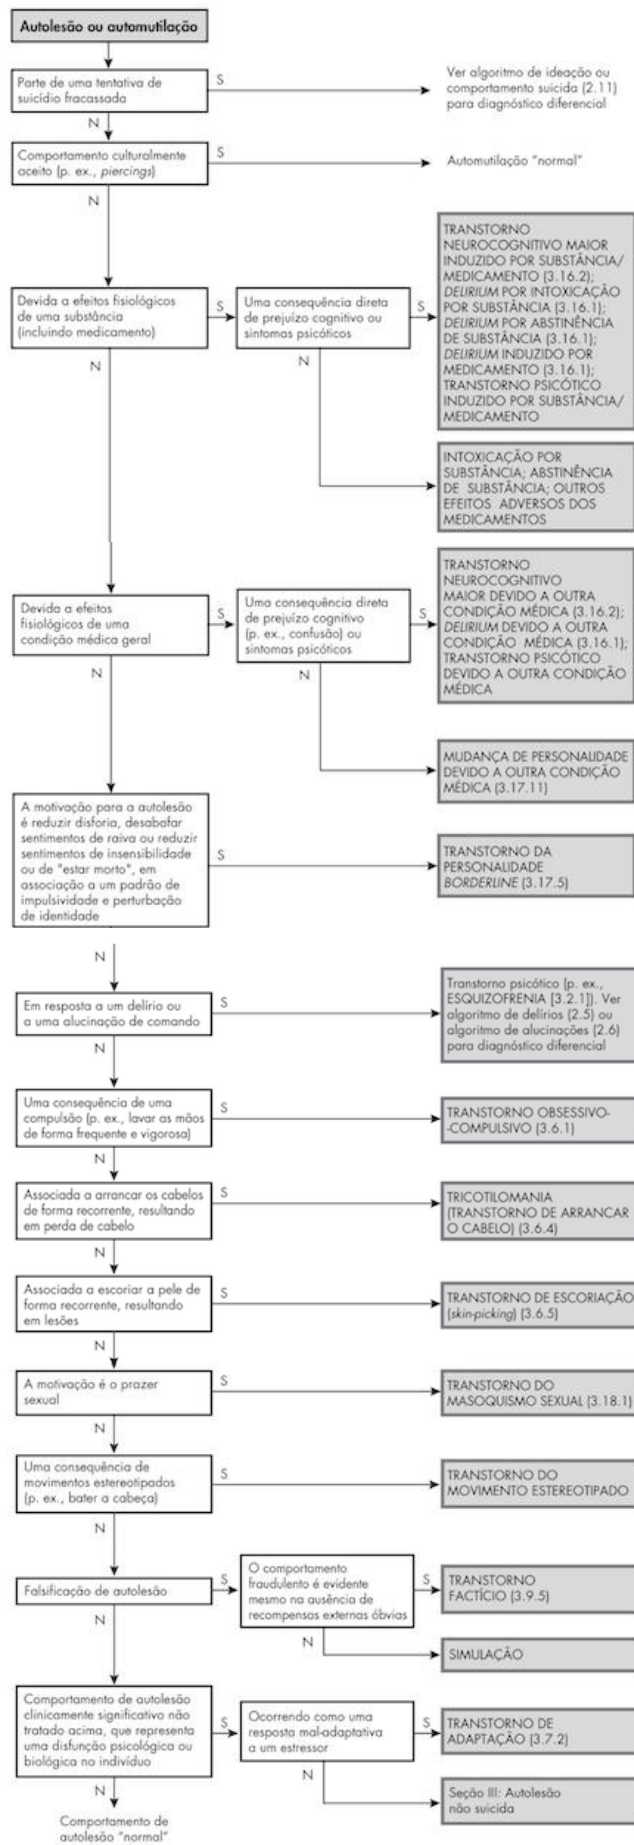 Autolesão ou automutilação
Parte de uma tentativa de
suicídio fracassada
S
Ver algoritmo de ideação ou
comportamento suicida (2.11)
para diagnóstico diferencial
N
Comportamento culturalmente
aceito (p. ex., piercings)
S
Automutilação "normal"
N
Devida a efeitos fisiológicos
de uma substância
(incluindo medicamento)
S
Uma consequência direta
de prejuízo cognitivo ou
sintomas psicóticos
S
TRANSTORNO
NEUROCOGNITIVO MAIOR
INDUZIDO POR SUBSTÂNCIA/
MEDICAMENTO (3.16.2);
DELIRIUM POR INTOXICAÇÃO
POR SUBSTÂNCIA (3.16.1);
DELIRIUM POR ABSTINÊNCIA
DE SUBSTÂNCIA (3.16.1);
DELIRIUM INDUZIDO POR
MEDICAMENTO (3.16.1);
TRANSTORNO PSICÓTICO
INDUZIDO POR SUBSTÂNCIA/
MEDICAMENTO
N
N
INTOXICAÇÃO POR
SUBSTÂNCIA; ABSTINÊNCIA
DE SUBSTÂNCIA; OUTROS
EFEITOS ADVERSOS DOS
MEDICAMENTOS
Devida a efeitos
fisiológicos de uma
condição médica geral
S
Uma consequência direta
de prejuízo cognitivo
(p. ex., confusão) ou
sintomas psicóticos
S
TRANSTORNO
NEUROCOGNITIVO
MAIOR DEVIDO A OUTRA
CONDIÇÃO MÉDICA (3.16.2);
DELIRIUM DEVIDO A OUTRA
CONDIÇÃO MÉDICA (3.16.1);
TRANSTORNO PSICÓTICO
DEVIDO A OUTRA CONDIÇÃO
MÉDICA
N
N
MUDANÇA DE PERSONALIDADE
DEVIDO A OUTRA CONDIÇÃO
MÉDICA (3.17.11)
A motivação para a autolesão
é reduzir disforia, desabafar
sentimentos de raiva ou reduzir
sentimentos de insensibilidade
ou de "estar morto", em
associação a um padrão de
impulsividade e perturbação
de identidade
S
TRANSTORNO DA
PERSONALIDADE
BORDERLINE (3.17.5)
N
Em resposta a um delírio ou
a uma alucinação de comando
S
Transtorno psicótico (p. ex.,
ESQUIZOFRENIA [3.2.1]). Ver
algoritmo de delírios (2.5) ou
algoritmo de alucinações (2.6)
para diagnóstico diferencial
N
Uma consequência de uma
compulsão (p. ex., lavar as mãos
de forma frequente e vigorosa)
S
TRANSTORNO OBSESSIVO-
-COMPULSIVO (3.6.1)
N
Associada a arrancar os cabelos
de forma recorrente, resultando
em perda de cabelo
S
TRICOTILOMANIA
(TRANSTORNO DE ARRANCAR
O CABELO) (3.6.4)
N
Associada a escoriar a pele de
forma recorrente, resultando
em lesões
S
TRANSTORNO DE ESCORIAÇÃO
(skin-picking) (3.6.5)
N
A motivação é o prazer
sexual
S
TRANSTORNO DO
MASOQUISMO SEXUAL (3.18.1)
N
Uma consequência de
movimentos estereotipados
(p. ex., bater a cabeça)
S
TRANSTORNO DO
MOVIMENTO ESTEREOTIPADO
N
Falsificação de autolesão
S
O comportamento
fraudulento é evidente
mesmo na ausência de
recompensas externas óbvias
S
TRANSTORNO
FACTÍCIO (3.9.5)
N
N
SIMULAÇÃO
Comportamento de autolesão
clinicamente significativo não
tratado acima, que representa
uma disfunção psicológica ou
biológica no indivíduo
S
Ocorrendo como uma
resposta mal-adaptativa
a um estressor
S
TRANSTORNO DE
ADAPTAÇÃO (3.7.2)
N
N
Seção III: Autolesão
não suicida
Comportamento de
autolesão "normal"